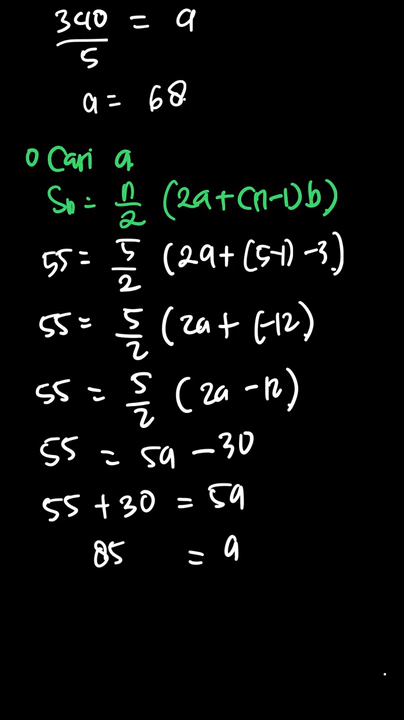 340/5 = a
a = 68
○ Cari a
Sn = n/2 (2a+(n-1)b)
55 = 5/2 (2a+(5-1)-3)
55 = 5/2 (2a+(-12)
55 = 5/2 (2a-12)
55 = 5a - 30
55 + 30 = 5a
85 = a